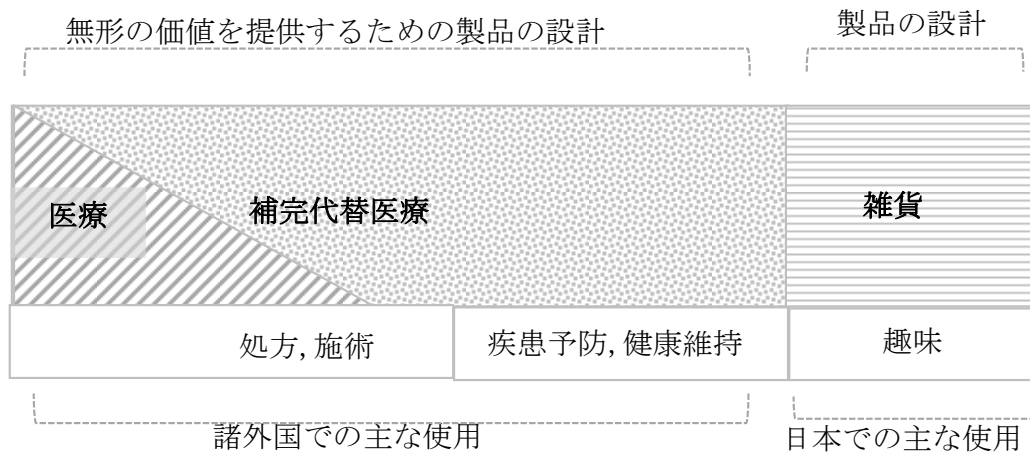 無形の価値を提供するための製品の設計
製品の設計
医療
補完代替医療
雑貨
処方, 施術
疾患予防, 健康維持
趣味
諸外国での主な使用
日本での主な使用